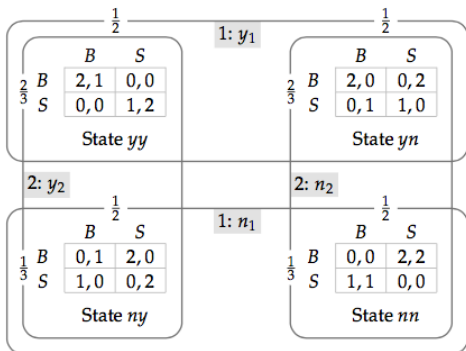 1/2 1: y₁ 1/2
B S B S
2/3 B 2, 1 0, 0 2/3 B 2, 0 0, 2
S 0, 0 1, 2 S 0, 1 1, 0
State yy State yn
2: y₂ 2: n₂
1/2 1: n₁ 1/2
B S B S
1/3 B 0, 1 2, 0 1/3 B 0, 0 2, 2
S 1, 0 0, 2 S 1, 1 0, 0
State ny State nn